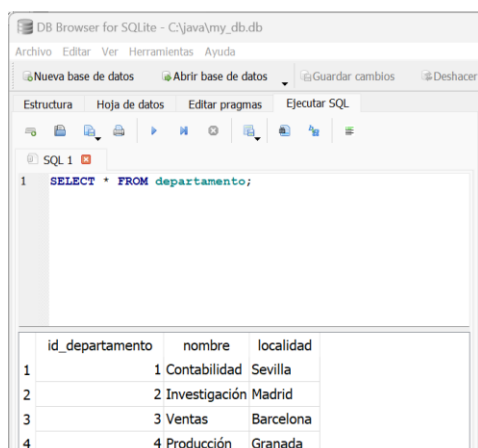 DB Browser for SQLite - C:\java\my_db.db
Archivo Editar Ver Herramientas Ayuda
Nueva base de datos Abrir base de datos Guardar cambios Deshacer
Estructura Hoja de datos Editar pragmas Ejecutar SQL
SQL 1
1 SELECT * FROM departamento;
id_departamento nombre localidad
1 1 Contabilidad Sevilla
2 2 Investigación Madrid
3 3 Ventas Barcelona
4 4 Producción Granada